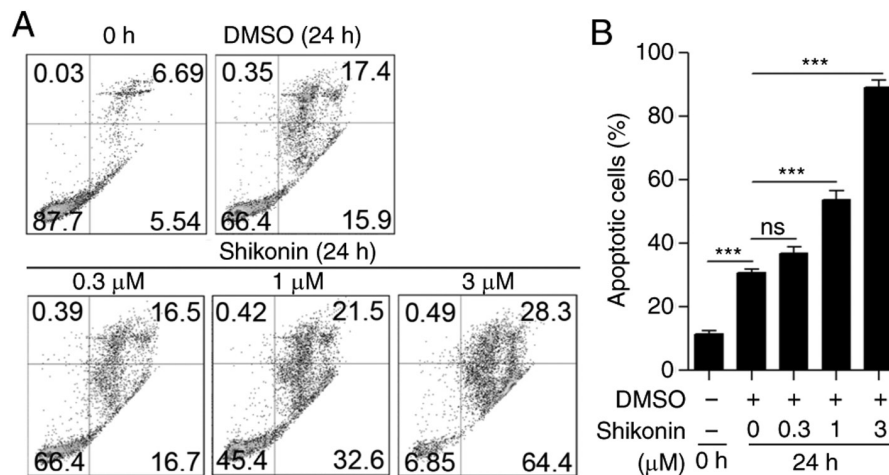 A
0 h
DMSO (24 h)
0.03 6.69
87.7 5.54
0.35 17.4
66.4 15.9
Shikonin (24 h)
0.3 μM
1 μM
3 μM
0.39 16.5
66.4 16.7
0.42 21.5
45.4 32.6
0.49 28.3
6.85 64.4
B
Apoptotic cells (%)
100
80
60
40
20
0
***
***
***
ns
DMSO − + + + +
Shikonin − 0 0.3 1 3
(μM) 0 h 24 h